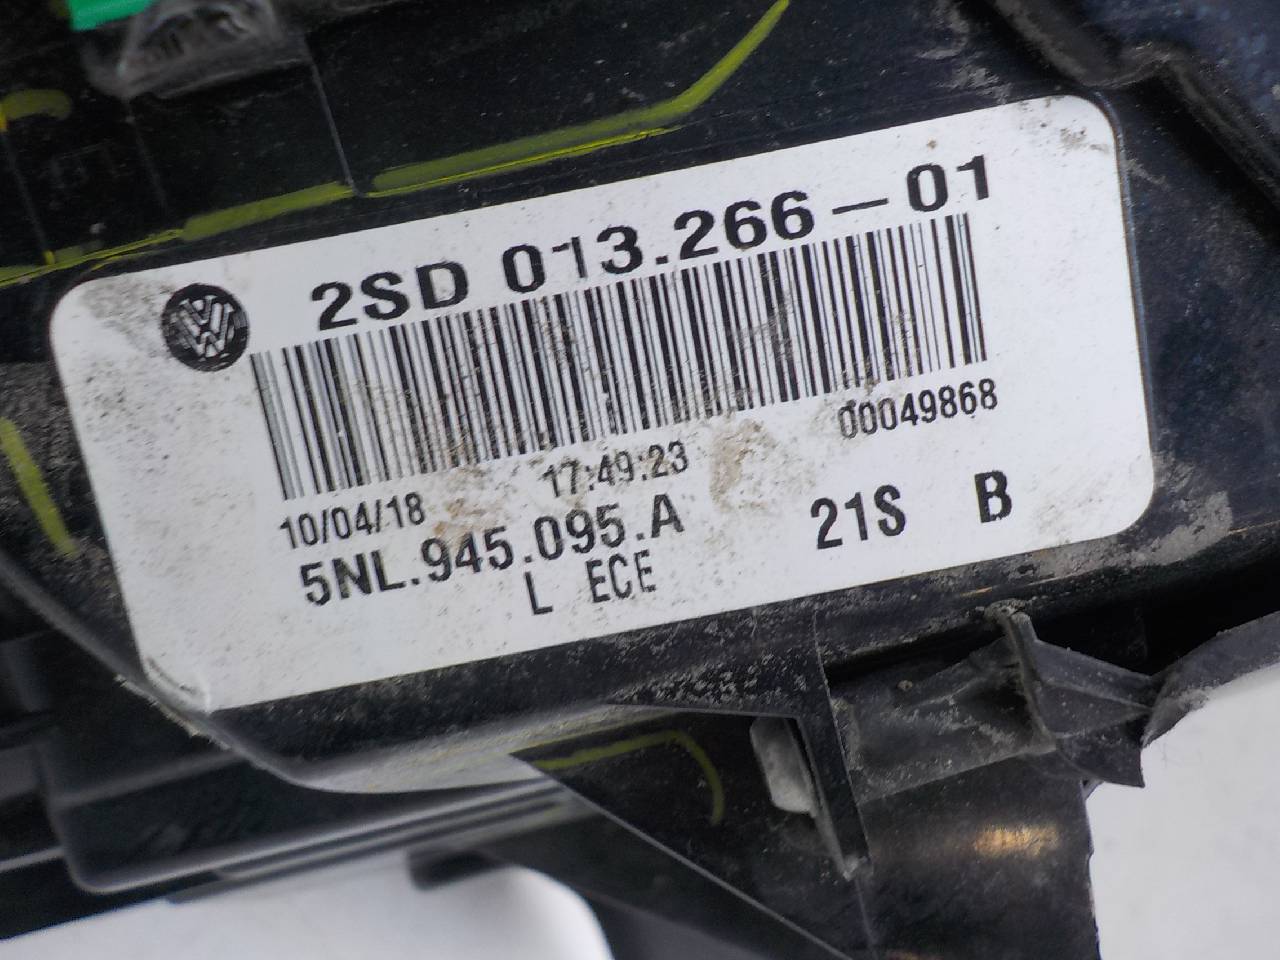 2SD 013.266-01
00049868
10/04/18 17:49:23
5NL.945.095.A 21S B
L ECE